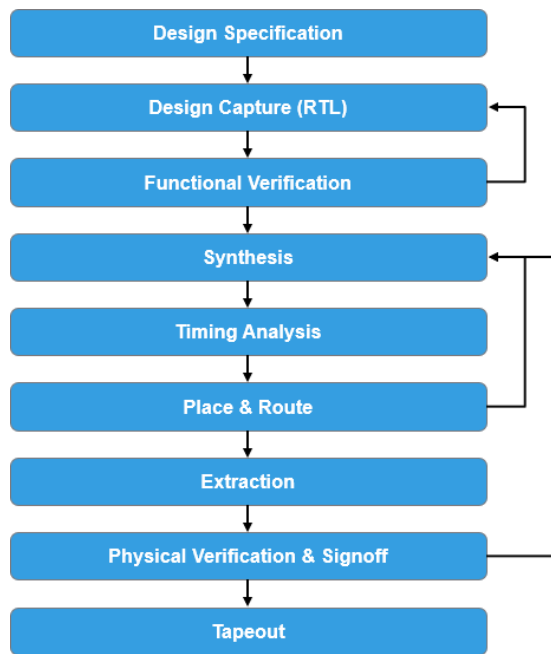 Design Specification
Design Capture (RTL)
Functional Verification
Synthesis
Timing Analysis
Place & Route
Extraction
Physical Verification & Signoff
Tapeout